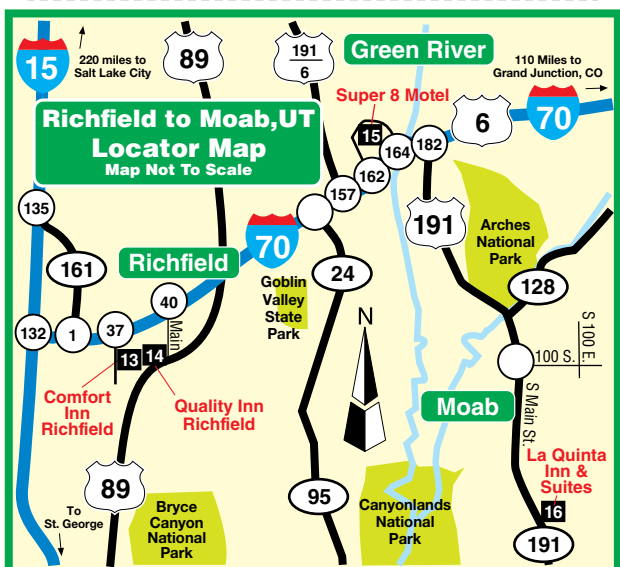 15
220 miles to
Salt Lake City
89
191
6
Green River
110 Miles to
Grand Junction, CO
Super 8 Motel
15
6
70
Richfield to Moab,UT
Locator Map
Map Not To Scale
164
182
162
157
135
191
Arches
National
Park
70
161
Richfield
24
128
Goblin
Valley
State
Park
40
N
S 100 E.
132
1
37
Main
13
14
100 S.
Comfort
Inn
Richfield
Quality Inn
Richfield
Moab
S Main St.
La Quinta
Inn &
Suites
89
95
16
To
St. George
Bryce
Canyon
National
Park
Canyonlands
National
Park
191